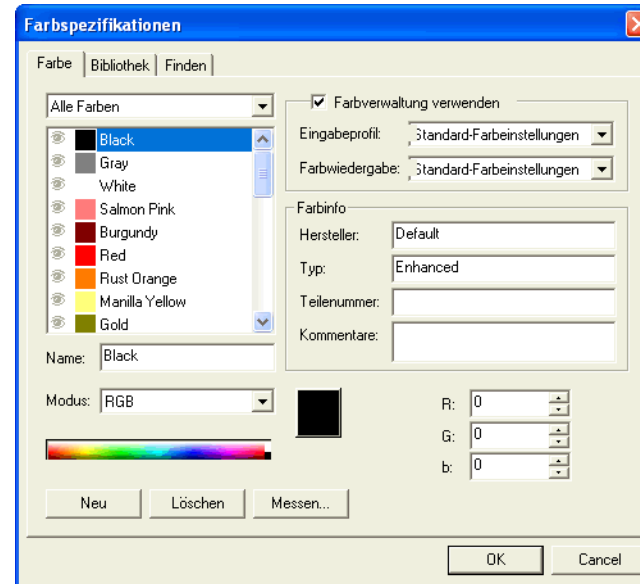 Farbspezifikationen
Farbe Bibliothek Finden
Alle Farben
Black
Gray
White
Salmon Pink
Burgundy
Red
Rust Orange
Manilla Yellow
Gold
Name: Black
Modus: RGB
Neu Löschen Messen...
Farbverwaltung verwenden
Eingabeprofil: Standard-Farbeinstellungen
Farbwiedergabe: Standard-Farbeinstellungen
Farbinfo
Hersteller: Default
Typ: Enhanced
Teilenummer:
Kommentare:
R: 0
G: 0
b: 0
OK Cancel